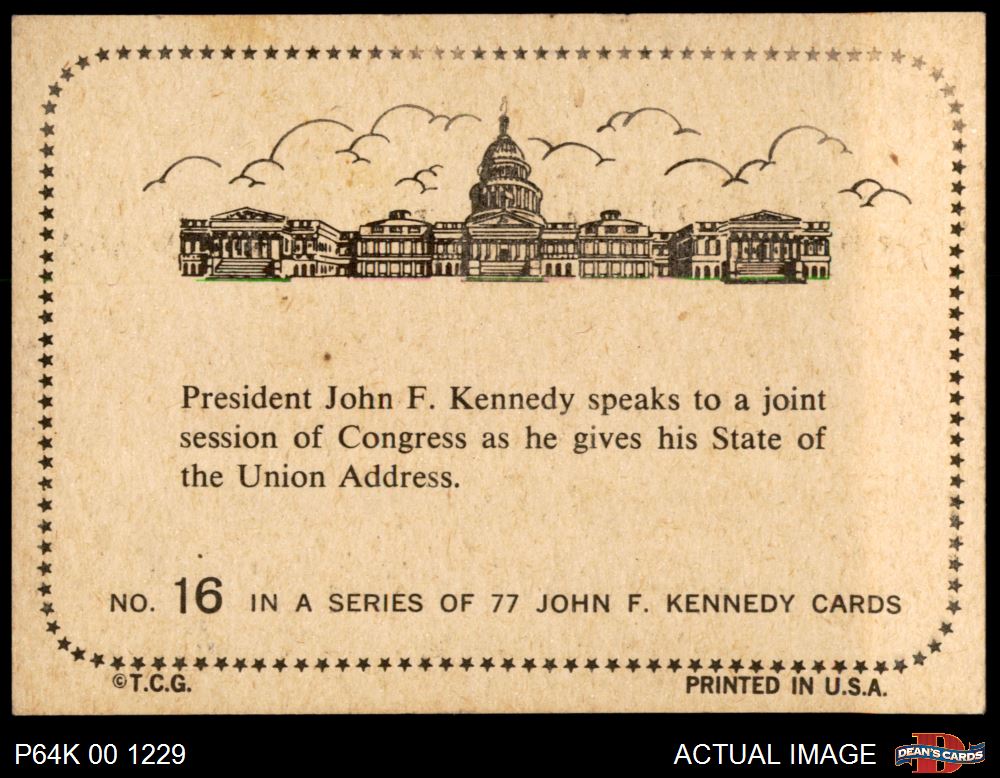 President John F. Kennedy speaks to a joint
session of Congress as he gives his State of
the Union Address.
NO. 16 IN A SERIES OF 77 JOHN F. KENNEDY CARDS
©T.C.G.
PRINTED IN U.S.A.
P64K 00 1229
ACTUAL IMAGE
DEAN'S CARDS